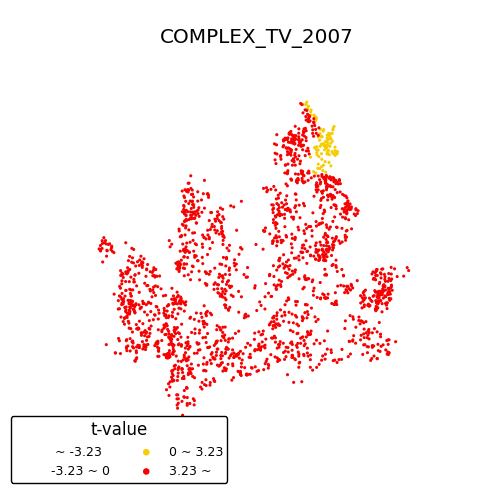 COMPLEX_TV_2007
t-value
~ -3.23 0 ~ 3.23
-3.23 ~ 0 3.23 ~